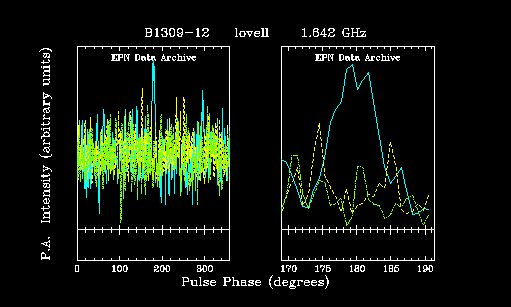 B1309-12 lovell 1.642 GHz
EPN Data Archive EPN Data Archive
P.A. Intensity (arbitrary units)
0 100 200 300 170 175 180 185 190
Pulse Phase (degrees)